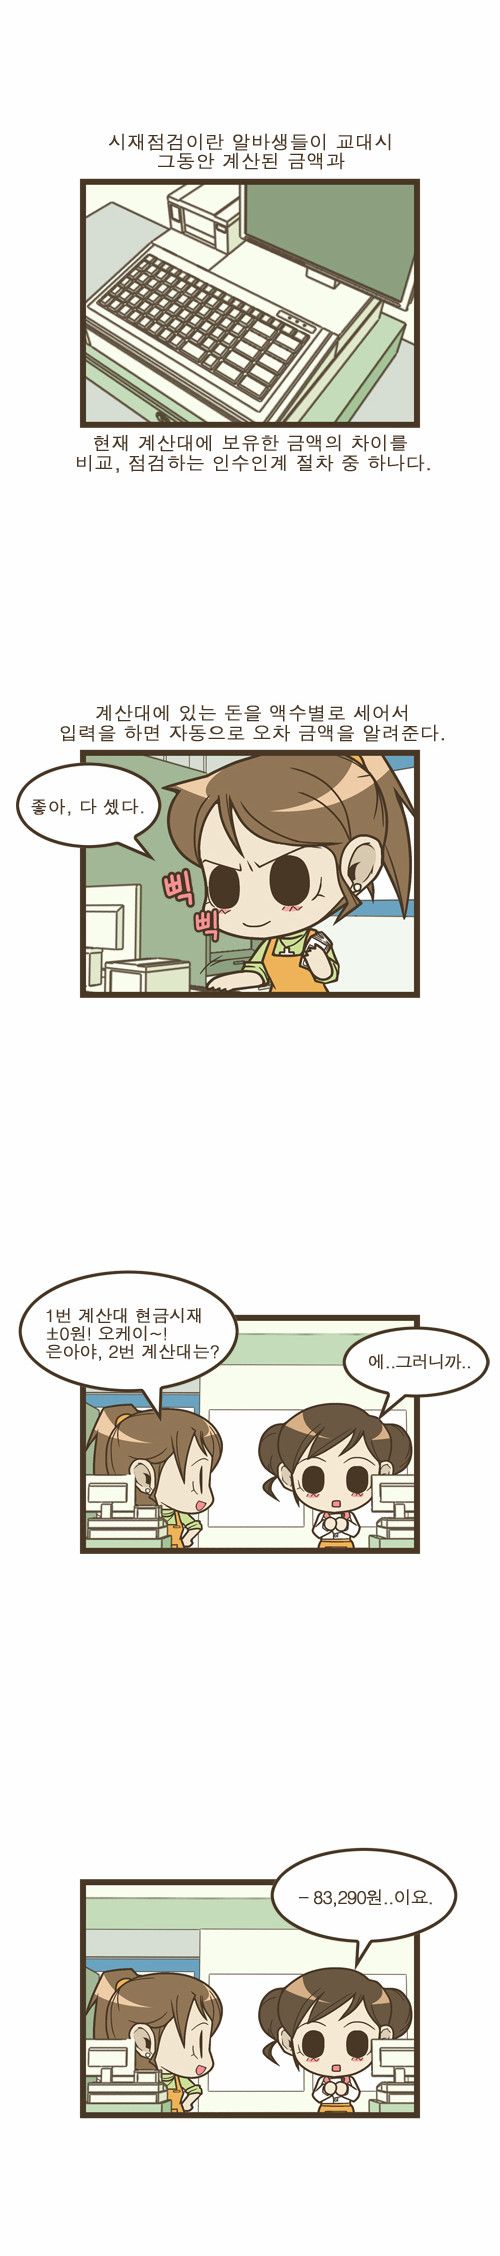 시재점검이란 알바생들이 교대시
그동안 계산된 금액과
현재 계산대에 보유한 금액의 차이를
비교, 점검하는 인수인계 절차 중 하나다.
계산대에 있는 돈을 액수별로 세어서
입력을 하면 자동으로 오차 금액을 알려준다.
좋아, 다 셌다.
삑
삑
1번 계산대 현금시재
±0원! 오케이~!
은아야, 2번 계산대는?
에..그러니까..
– 83,290원..이요.